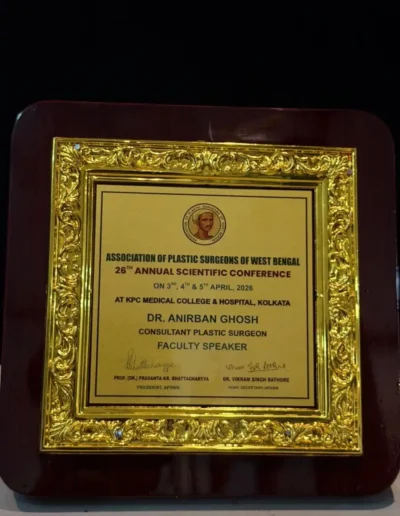 ASSOCIATION OF PLASTIC SURGEONS OF WEST BENGAL
26TH ANNUAL SCIENTIFIC CONFERENCE
ON 3RD, 4TH & 5TH APRIL, 2026
AT KPC MEDICAL COLLEGE & HOSPITAL, KOLKATA
DR. ANIRBAN GHOSH
CONSULTANT PLASTIC SURGEON
FACULTY SPEAKER
PROF. (DR.) PRASANTA KR. BHATTACHARYYA
DR. VIKRAM SINGH RATHORE
PRESIDENT, APSWB